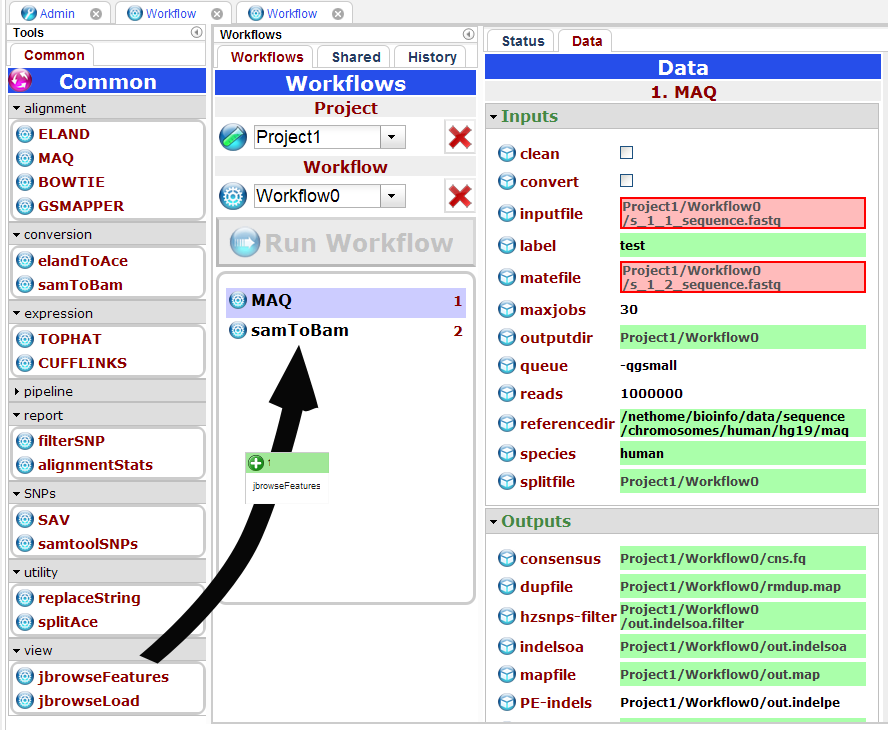 Admin
Workflow
Workflow
Tools
Common
Common
alignment
ELAND
MAQ
BOWTIE
GSMAPPER
conversion
elandToAce
samToBam
expression
TOPHAT
CUFFLINKS
pipeline
report
filterSNP
alignmentStats
SNPs
SAV
samtoolSNPs
utility
replaceString
splitAce
view
jbrowseFeatures
jbrowseLoad
Workflows
Workflows Shared History
Workflows
Project
Project1
Workflow
Workflow0
Run Workflow
MAQ 1
samToBam 2
1
jbrowseFeatures
Status Data
Data
1. MAQ
Inputs
clean
convert
inputfile Project1/Workflow0
/s_1_1_sequence.fastq
label test
matefile Project1/Workflow0
/s_1_2_sequence.fastq
maxjobs 30
outputdir Project1/Workflow0
queue -qgsmall
reads 1000000
referencedir /nethome/bioinfo/data/sequence
/chromosomes/human/hg19/maq
species human
splitfile Project1/Workflow0
Outputs
consensus Project1/Workflow0/cns.fq
dupfile Project1/Workflow0/rmdup.map
hzsnps-filter Project1/Workflow0
/out.indelsoa.filter
indelsoa Project1/Workflow0/out.indelsoa
mapfile Project1/Workflow0/out.map
PE-indels Project1/Workflow0/out.indelpe